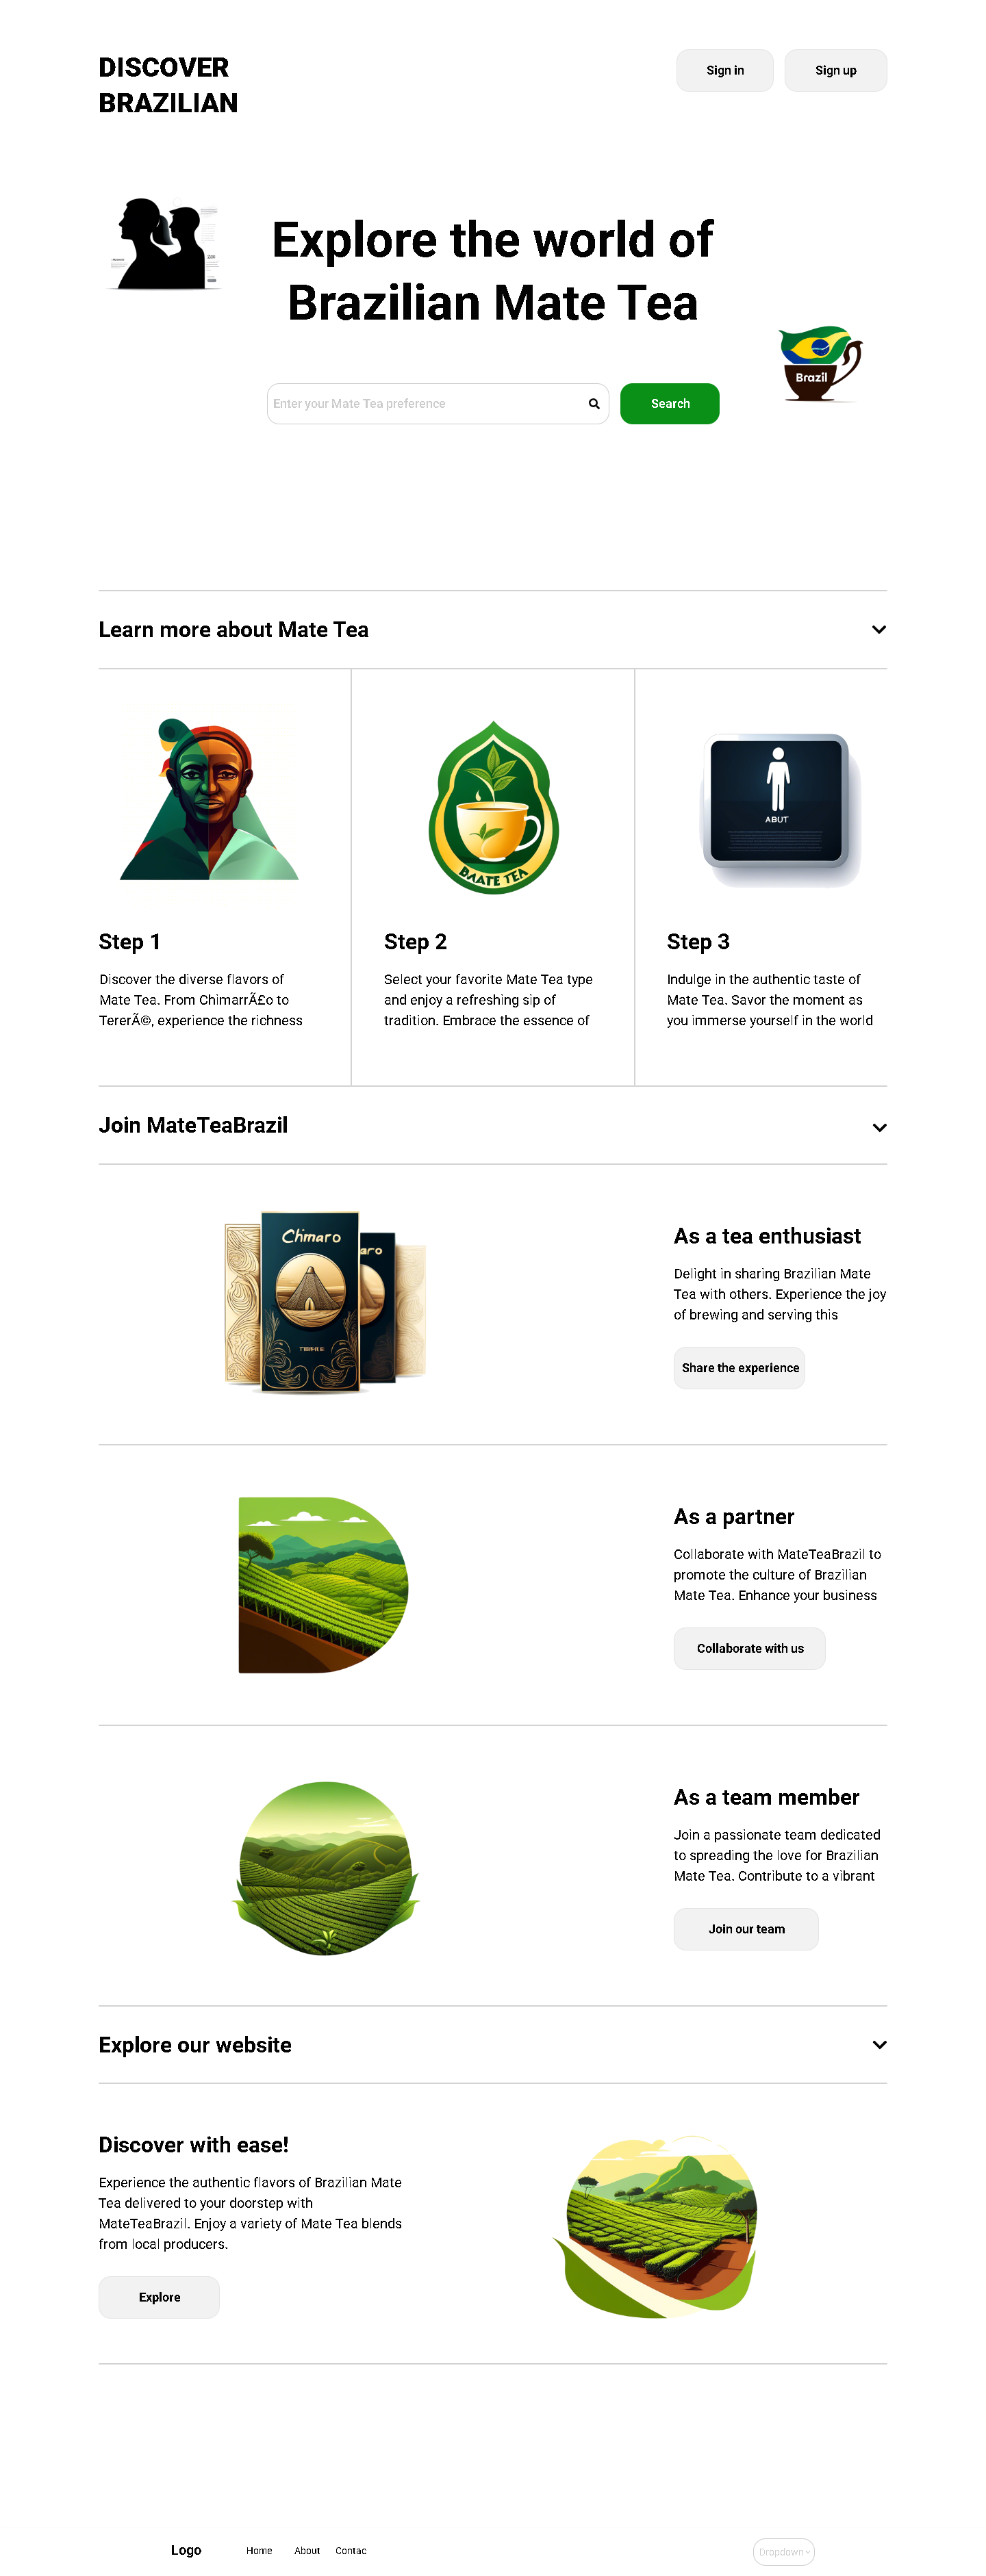 DISCOVER
BRAZILIAN
Sign in
Sign up
Explore the world of
Brazilian Mate Tea
Enter your Mate Tea preference
Search
Brazil
Learn more about Mate Tea
BAATE TEA
ABUT
Step 1
Discover the diverse flavors of
Mate Tea. From ChimarrÃ£o to
TererÃ©, experience the richness
Step 2
Select your favorite Mate Tea type
and enjoy a refreshing sip of
tradition. Embrace the essence of
Step 3
Indulge in the authentic taste of
Mate Tea. Savor the moment as
you immerse yourself in the world
Join MateTeaBrazil
Chimaro
aro
As a tea enthusiast
Delight in sharing Brazilian Mate
Tea with others. Experience the joy
of brewing and serving this
Share the experience
As a partner
Collaborate with MateTeaBrazil to
promote the culture of Brazilian
Mate Tea. Enhance your business
Collaborate with us
As a team member
Join a passionate team dedicated
to spreading the love for Brazilian
Mate Tea. Contribute to a vibrant
Join our team
Explore our website
Discover with ease!
Experience the authentic flavors of Brazilian Mate
Tea delivered to your doorstep with
MateTeaBrazil. Enjoy a variety of Mate Tea blends
from local producers.
Explore
Logo
Home
About
Contac
Dropdown